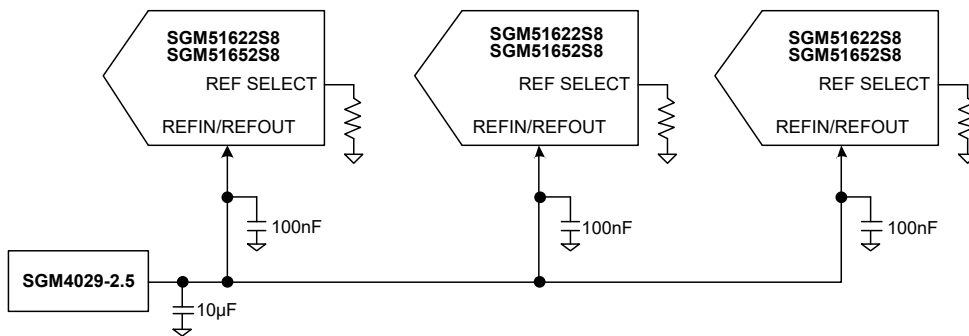 SGM51622S8
SGM51652S8
REF SELECT
REFIN/REFOUT
100nF
SGM51622S8
SGM51652S8
REF SELECT
REFIN/REFOUT
100nF
SGM51622S8
SGM51652S8
REF SELECT
REFIN/REFOUT
100nF
SGM4029-2.5
10µF